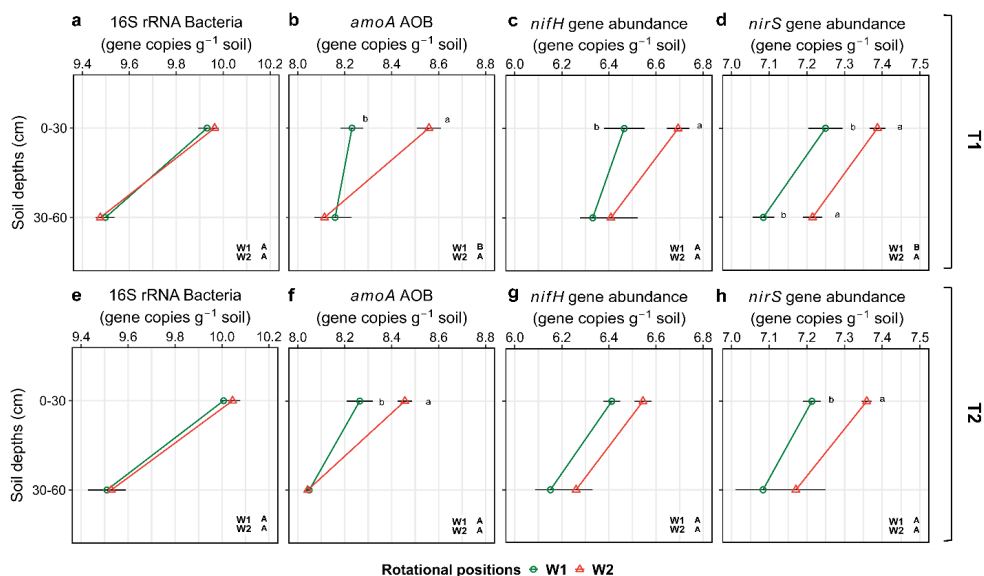 a 16S rRNA Bacteria
(gene copies g⁻¹ soil)
9.4 9.6 9.8 10.0 10.2
b amoA AOB
(gene copies g⁻¹ soil)
8.0 8.2 8.4 8.6 8.8
c nifH gene abundance
(gene copies g⁻¹ soil)
6.0 6.2 6.4 6.6 6.8
d nirS gene abundance
(gene copies g⁻¹ soil)
7.0 7.1 7.2 7.3 7.4 7.5
Soil depths (cm)
0-30
30-60
W1 A
W2 A
b
a
W1 B
W2 A
b
a
W1 A
W2 A
b
a
b
a
W1 B
W2 A
T1
e 16S rRNA Bacteria
(gene copies g⁻¹ soil)
9.4 9.6 9.8 10.0 10.2
f amoA AOB
(gene copies g⁻¹ soil)
8.0 8.2 8.4 8.6 8.8
g nifH gene abundance
(gene copies g⁻¹ soil)
6.0 6.2 6.4 6.6 6.8
h nirS gene abundance
(gene copies g⁻¹ soil)
7.0 7.1 7.2 7.3 7.4 7.5
Soil depths (cm)
0-30
30-60
W1 A
W2 A
b
a
W1 A
W2 A
W1 A
W2 A
b
a
W1 A
W2 A
T2
Rotational positions W1 W2